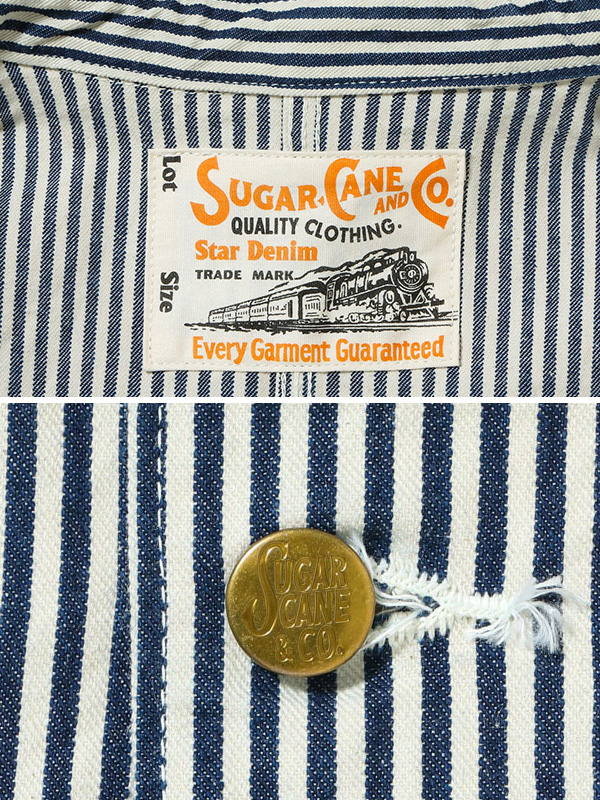 Lot
SUGAR CANE AND CO.
QUALITY CLOTHING.
Star Denim
TRADE MARK
Size
Every Garment Guaranteed
SUGAR
CANE
& CO.